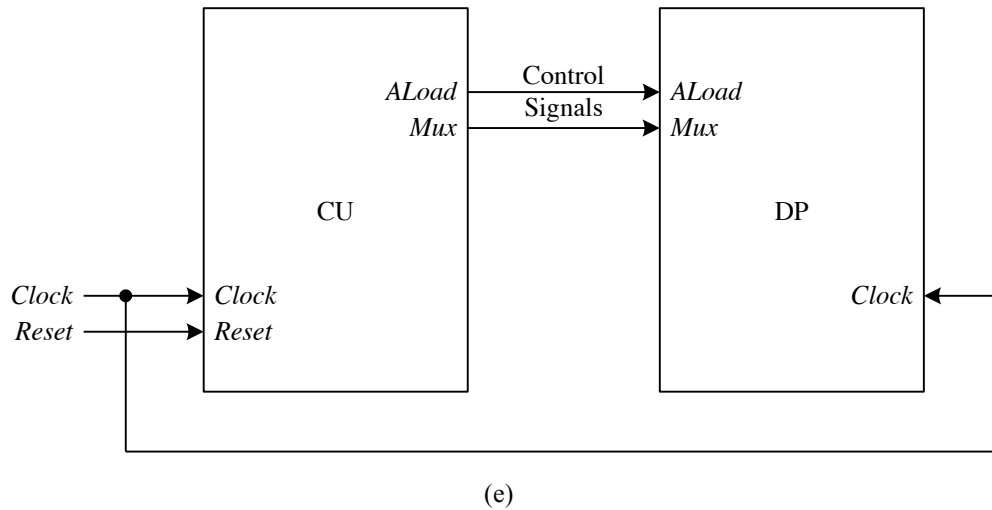 Control
ALoad ALoad
Signals
Mux Mux
CU DP
Clock Clock Clock
Reset Reset
(e)